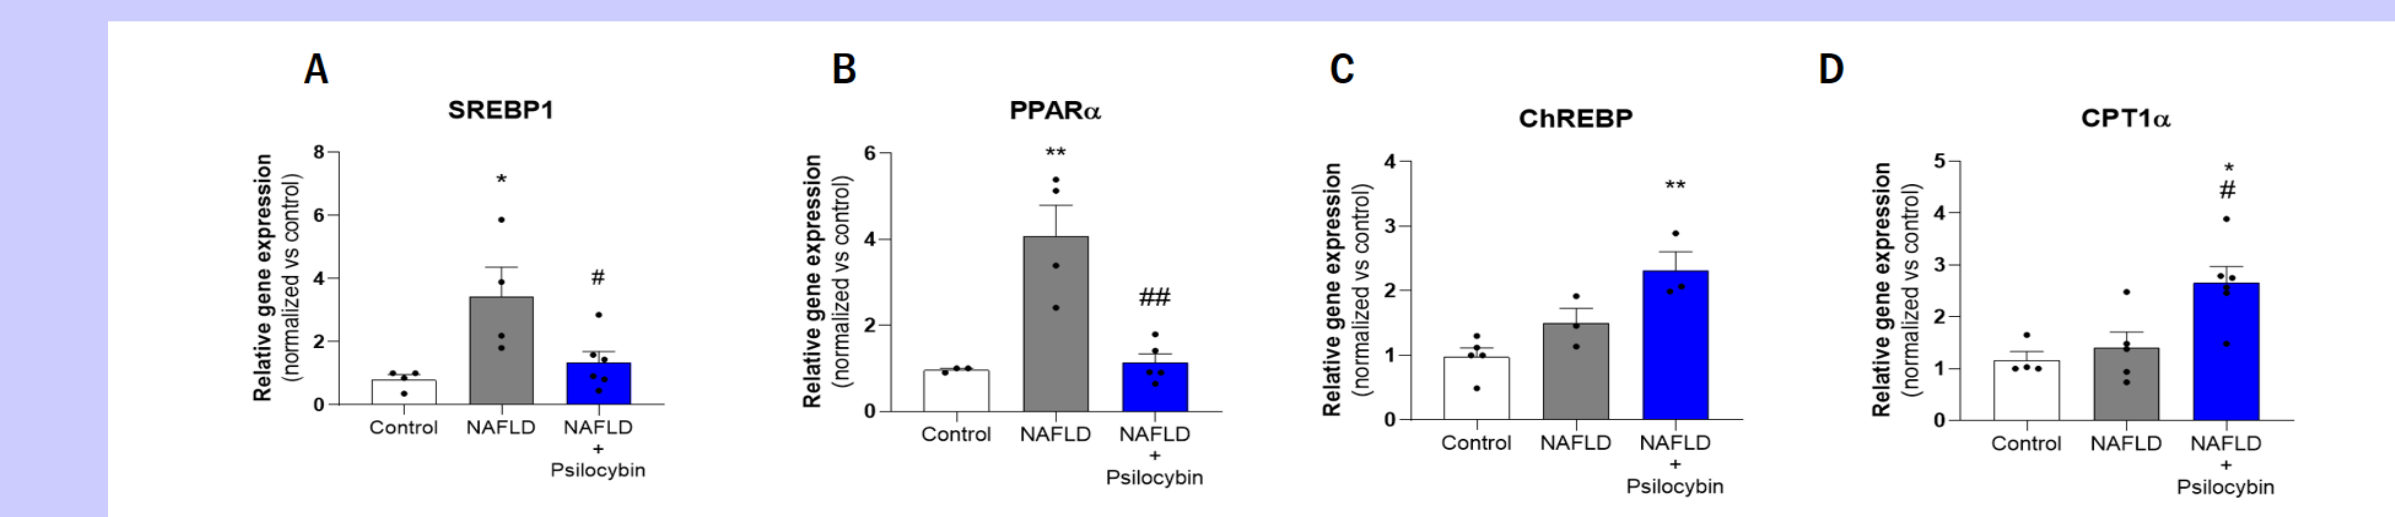 A
SREBP1
Relative gene expression
(normalized vs control)
8
6
4
2
0
*
#
Control
NAFLD
NAFLD
+
Psilocybin
B
PPARα
Relative gene expression
(normalized vs control)
6
4
2
0
**
##
Control
NAFLD
NAFLD
+
Psilocybin
C
ChREBP
Relative gene expression
(normalized vs control)
4
3
2
1
0
**
Control
NAFLD
NAFLD
+
Psilocybin
D
CPT1α
Relative gene expression
(normalized vs control)
5
4
3
2
1
0
*
#
Control
NAFLD
NAFLD
+
Psilocybin